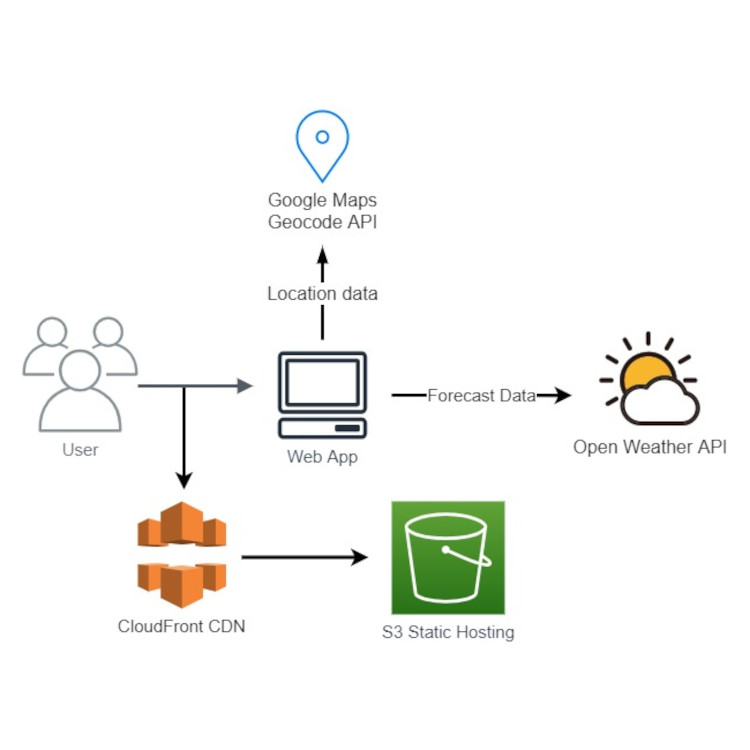 Google Maps
Geocode API
Location data
Forecast Data
User
Web App
Open Weather API
CloudFront CDN
S3 Static Hosting